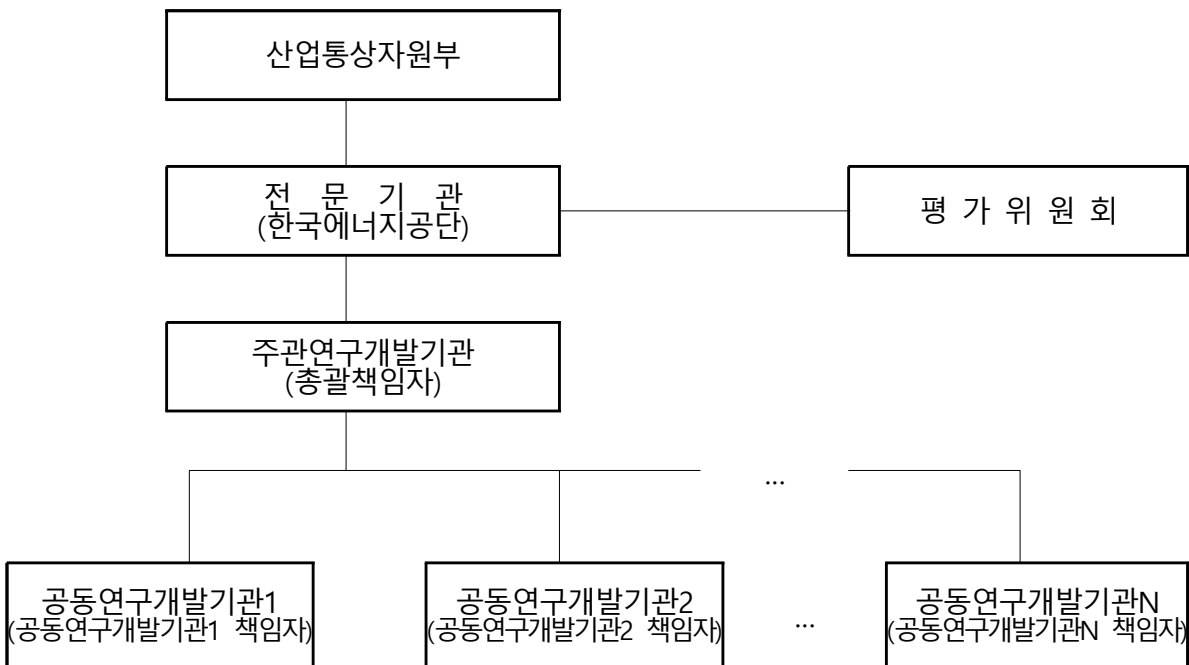 산업통상자원부
전 문 기 관
(한국에너지공단)
평 가 위 원 회
주관연구개발기관
(총괄책임자)
...
공동연구개발기관1
(공동연구개발기관1 책임자)
공동연구개발기관2
(공동연구개발기관2 책임자)
...
공동연구개발기관N
(공동연구개발기관N 책임자)